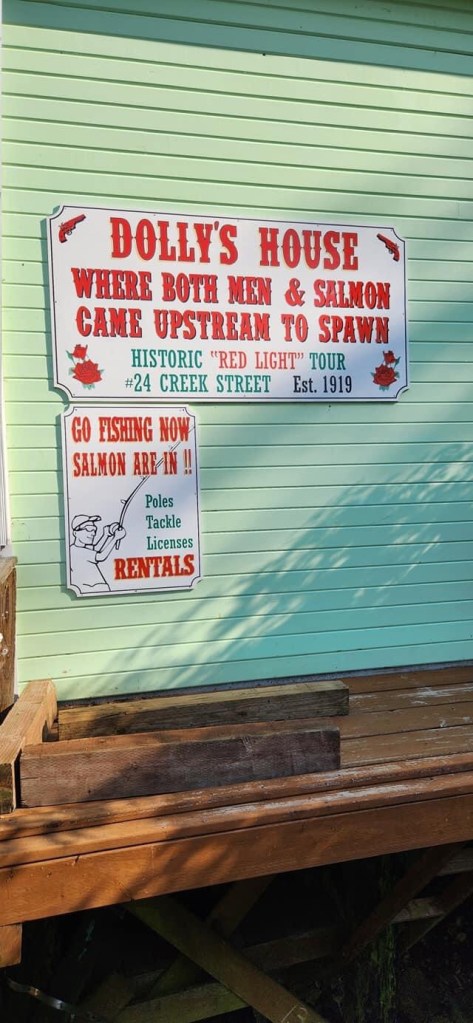 DOLLY'S HOUSE
WHERE BOTH MEN & SALMON
CAME UPSTREAM TO SPAWN
HISTORIC "RED LIGHT" TOUR
#24 CREEK STREET Est. 1919
GO FISHING NOW
SALMON ARE IN !!
Poles
Tackle
Licenses
RENTALS